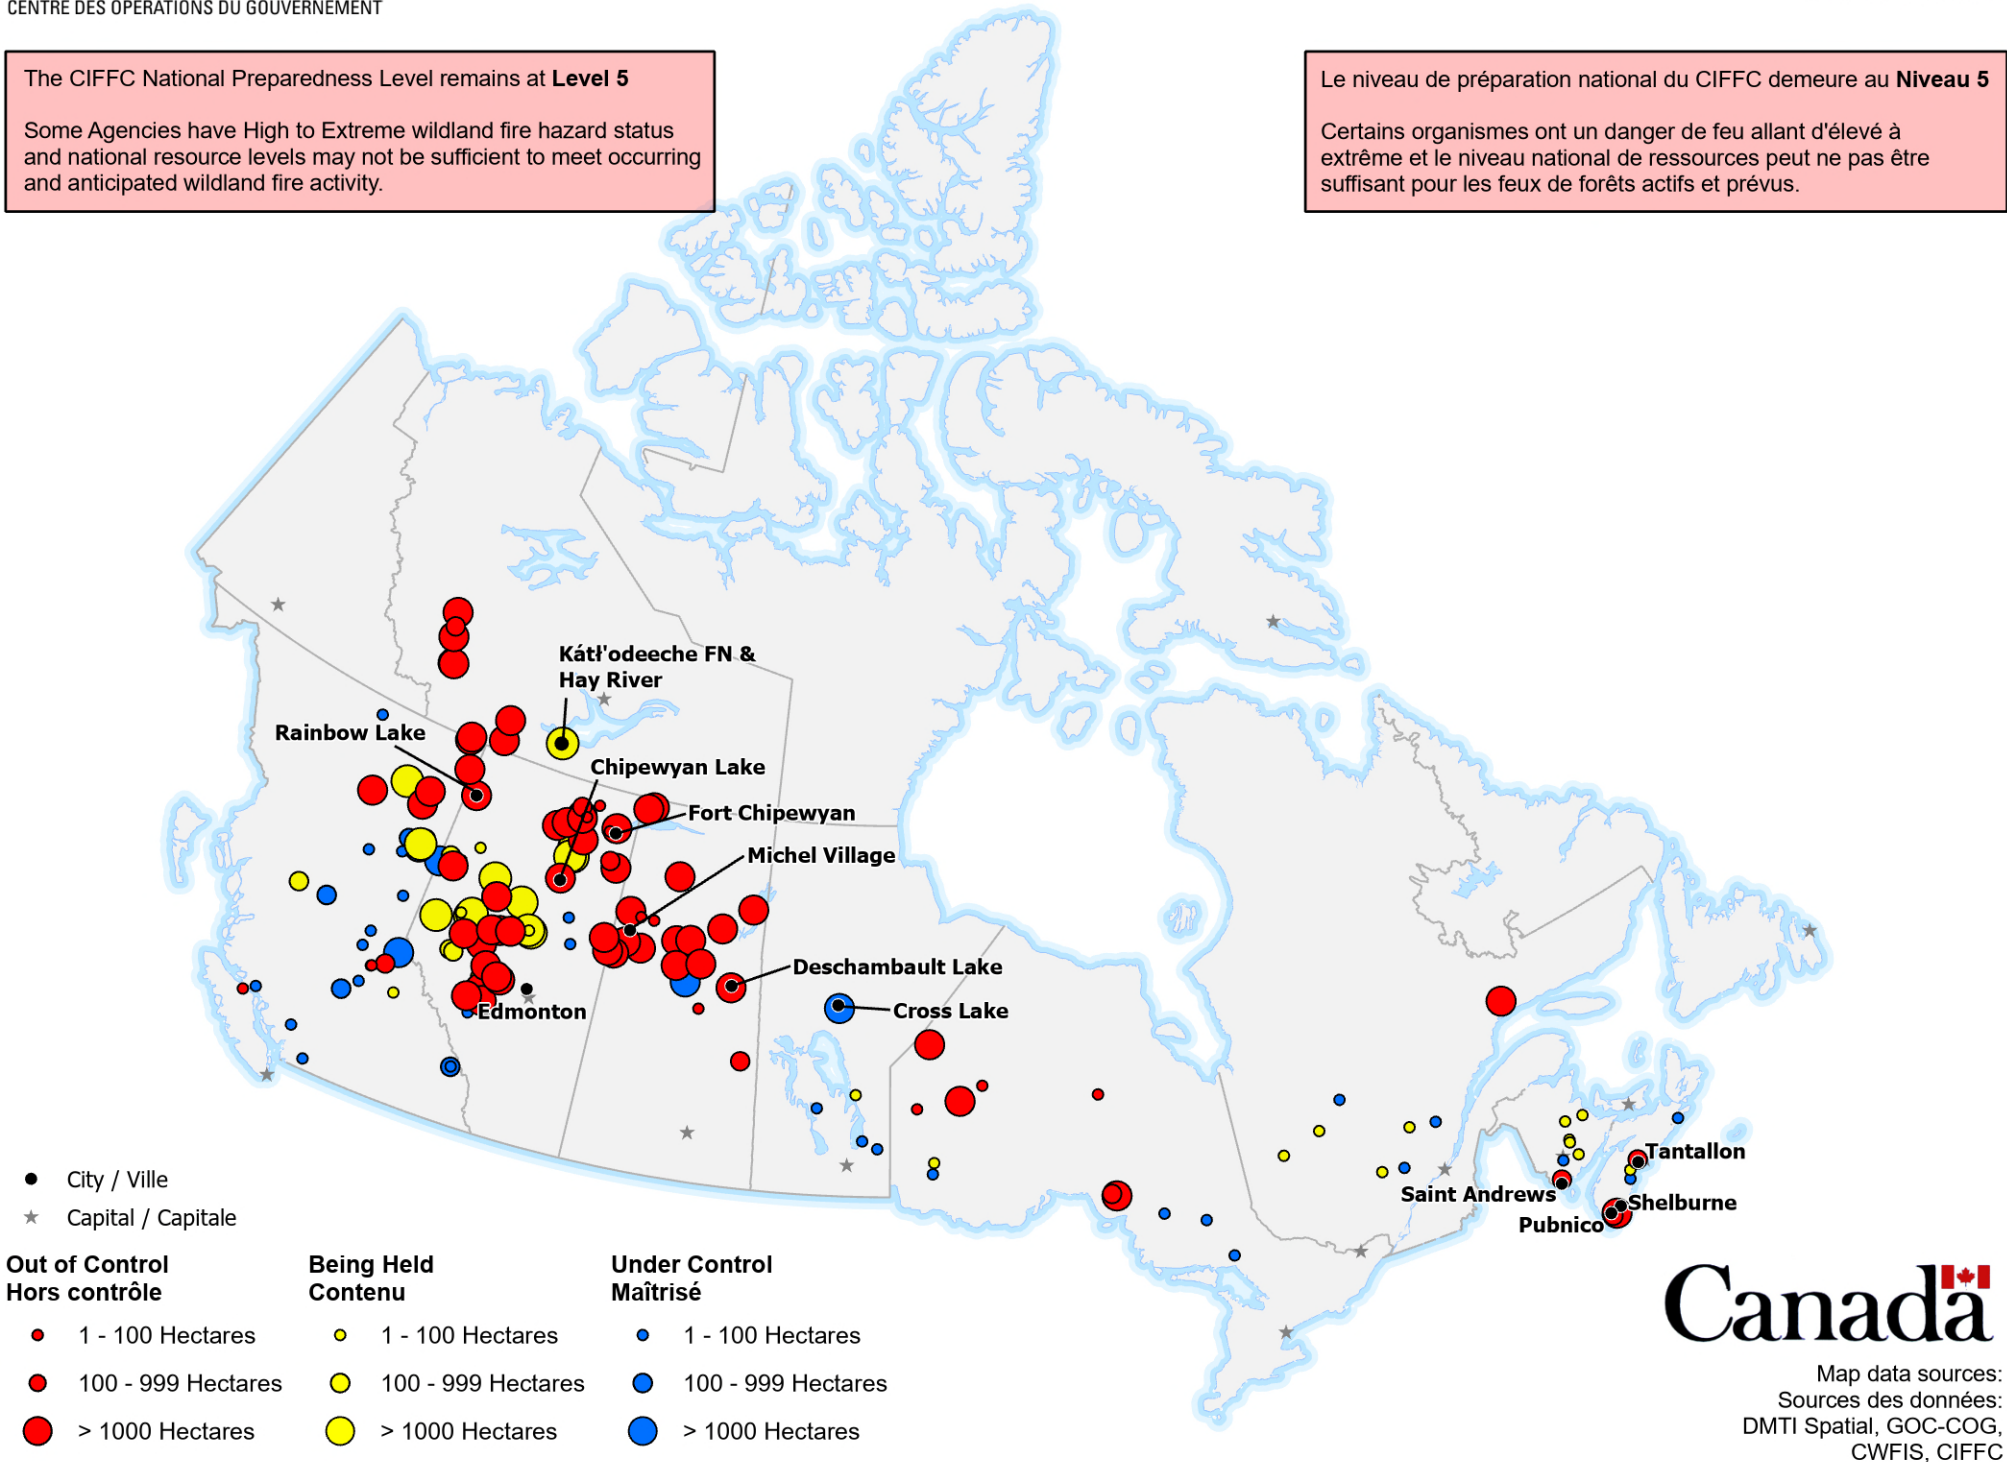 CENTRE DES OPÉRATIONS DU GOUVERNEMENT
The CIFFC National Preparedness Level remains at Level 5
Some Agencies have High to Extreme wildland fire hazard status
and national resource levels may not be sufficient to meet occurring
and anticipated wildland fire activity.
Le niveau de préparation national du CIFFC demeure au Niveau 5
Certains organismes ont un danger de feu allant d'élevé à
extrême et le niveau national de ressources peut ne pas être
suffisant pour les feux de forêts actifs et prévus.
Kátł'odeeche FN &
Hay River
Rainbow Lake
Chipewyan Lake
Fort Chipewyan
Michel Village
Deschambault Lake
Cross Lake
Edmonton
Tantallon
Saint Andrews
Shelburne
Pubnico
City / Ville
Capital / Capitale
Out of Control
Hors contrôle
1 - 100 Hectares
100 - 999 Hectares
> 1000 Hectares
Being Held
Contenu
1 - 100 Hectares
100 - 999 Hectares
> 1000 Hectares
Under Control
Maîtrisé
1 - 100 Hectares
100 - 999 Hectares
> 1000 Hectares
Canada
Map data sources:
Sources des données:
DMTI Spatial, GOC-COG,
CWFIS, CIFFC